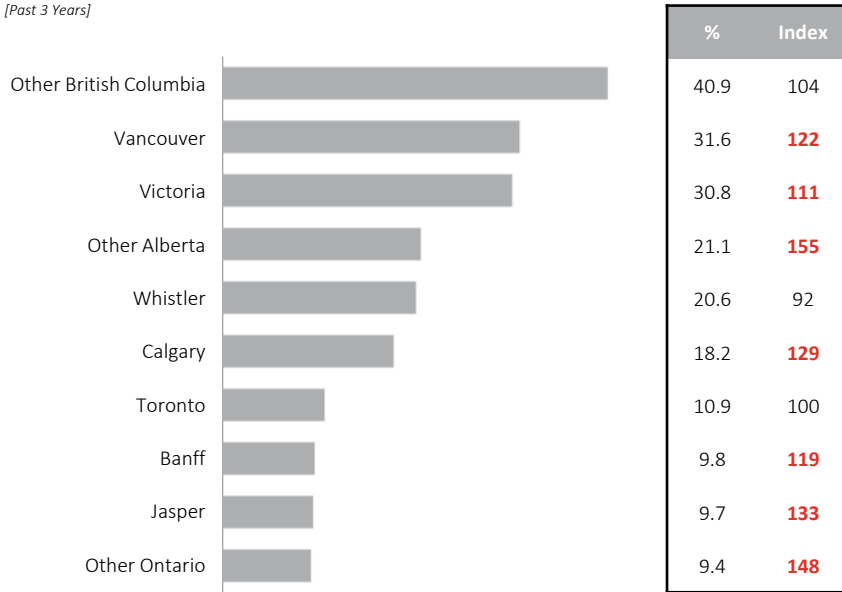 [Past 3 Years]
% Index
Other British Columbia 40.9 104
Vancouver 31.6 122
Victoria 30.8 111
Other Alberta 21.1 155
Whistler 20.6 92
Calgary 18.2 129
Toronto 10.9 100
Banff 9.8 119
Jasper 9.7 133
Other Ontario 9.4 148